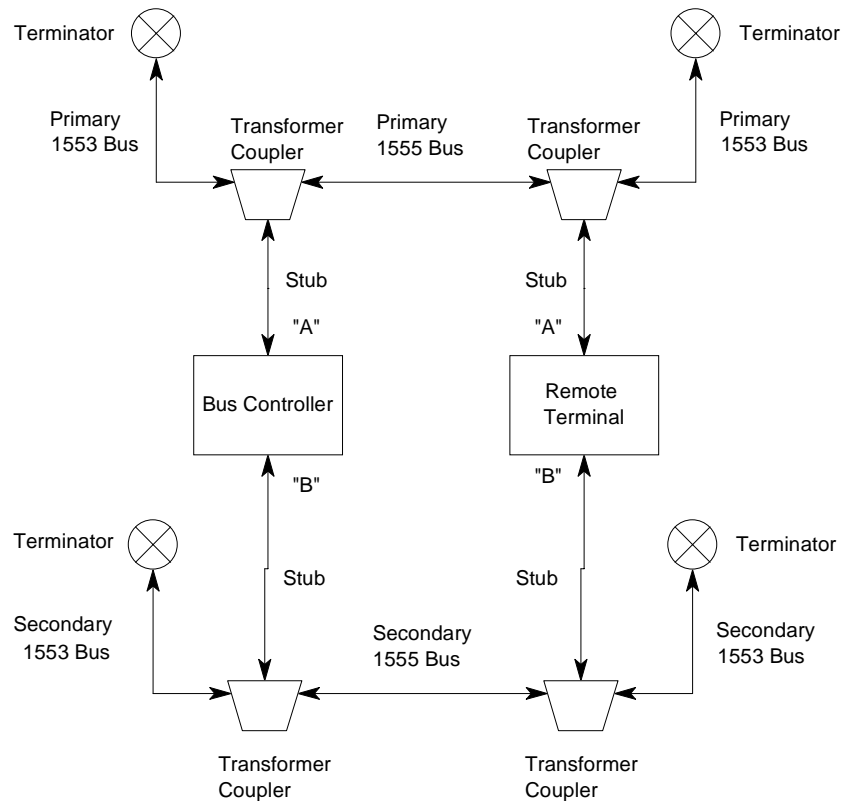 Terminator
Terminator
Primary
1553 Bus
Transformer
Coupler
Primary
1555 Bus
Transformer
Coupler
Primary
1553 Bus
Stub
Stub
"A"
"A"
Bus Controller
Remote
Terminal
"B"
"B"
Terminator
Terminator
Stub
Stub
Secondary
1553 Bus
Secondary
1555 Bus
Secondary
1553 Bus
Transformer
Coupler
Transformer
Coupler